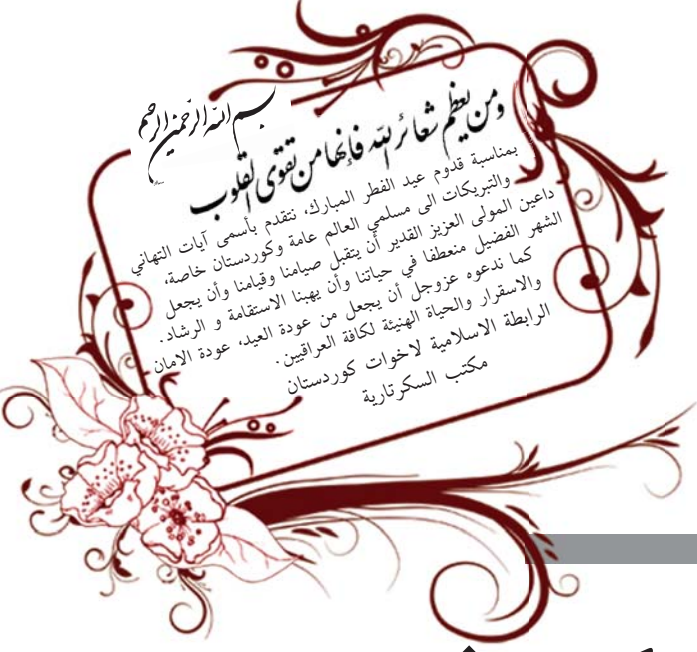 بسم الله الرحمن الرحيم
ومن يعظم شعائر الله فإنها من تقوى القلوب
بمناسبة قدوم عيد الفطر المبارك، نتقدم بأسمى آيات التهاني
والتبريكات الى مسلمي العالم عامة وكوردستان خاصة،
داعين المولى العزيز القدير أن يتقبل صيامنا وقيامنا وأن يجعل
الشهر الفضيل منعطفا في حياتنا وأن يهبنا الاستقامة و الرشاد.
كما ندعوه عزوجل أن يجعل من عودة العيد، عودة الامان
والاسقرار والحياة الهنيئة لكافة العراقيين.
الرابطة الاسلامية لاخوات كوردستان
مكتب السكرتارية